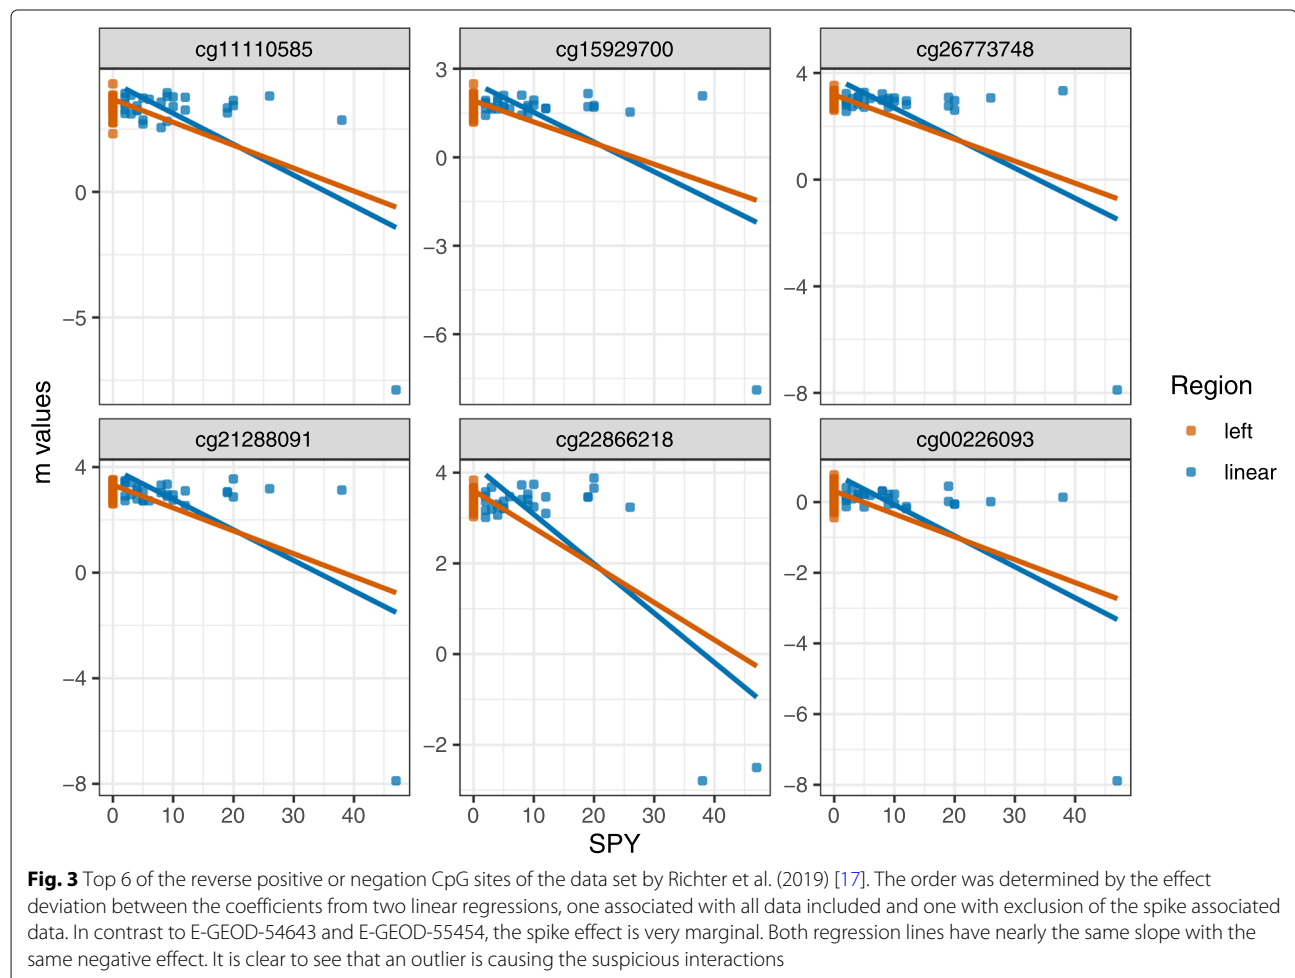 cg11110585 cg15929700 cg26773748
3 4
0 0 0
−3 −4
−5 −6 −8
cg21288091 cg22866218 cg00226093
4 4 0
0 2 −2
−4 0 −4
−8 −2 −6
−8
0 10 20 30 40 0 10 20 30 40 0 10 20 30 40
m values
SPY
Region
left
linear
Fig. 3 Top 6 of the reverse positive or negation CpG sites of the data set by Richter et al. (2019) [17]. The order was determined by the effect
deviation between the coefficients from two linear regressions, one associated with all data included and one with exclusion of the spike associated
data. In contrast to E-GEOD-54643 and E-GEOD-55454, the spike effect is very marginal. Both regression lines have nearly the same slope with the
same negative effect. It is clear to see that an outlier is causing the suspicious interactions